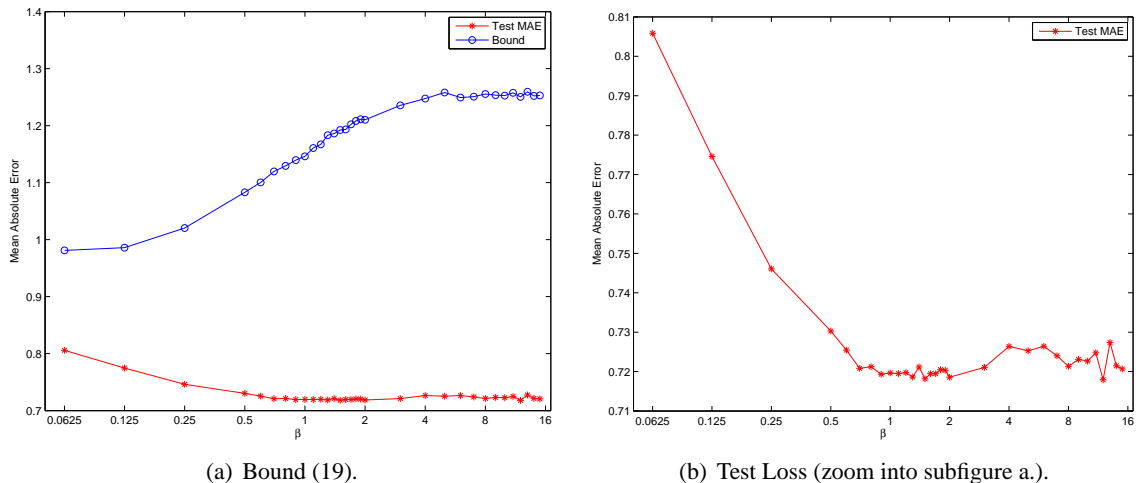 1.4
1.3
1.2
1.1
1
0.9
0.8
0.7
Mean Absolute Error
0.0625 0.125 0.25 0.5 1 2 4 8 16
β
Test MAE
Bound
(a) Bound (19).
0.81
0.8
0.79
0.78
0.77
0.76
0.75
0.74
0.73
0.72
0.71
Mean Absolute Error
0.0625 0.125 0.25 0.5 1 2 4 8 16
β
Test MAE
(b) Test Loss (zoom into subfigure a.).